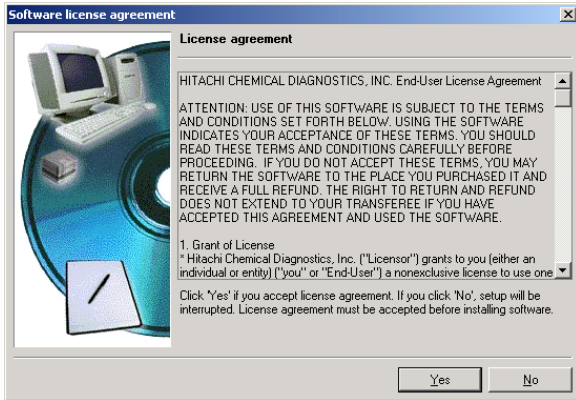 Software license agreement
License agreement
HITACHI CHEMICAL DIAGNOSTICS, INC. End-User License Agreement
ATTENTION: USE OF THIS SOFTWARE IS SUBJECT TO THE TERMS
AND CONDITIONS SET FORTH BELOW. USING THE SOFTWARE
INDICATES YOUR ACCEPTANCE OF THESE TERMS. YOU SHOULD
READ THESE TERMS AND CONDITIONS CAREFULLY BEFORE
PROCEEDING. IF YOU DO NOT ACCEPT THESE TERMS, YOU MAY
RETURN THE SOFTWARE TO THE PLACE YOU PURCHASED IT AND
RECEIVE A FULL REFUND. THE RIGHT TO RETURN AND REFUND
DOES NOT EXTEND TO YOUR TRANSFEREE IF YOU HAVE
ACCEPTED THIS AGREEMENT AND USED THE SOFTWARE.
1. Grant of License
* Hitachi Chemical Diagnostics, Inc. ("Licensor") grants to you (either an
individual or entity) ("you" or "End-User") a nonexclusive license to use one
Click 'Yes' if you accept license agreement. If you click 'No', setup will be
interrupted. License agreement must be accepted before installing software.
Yes
No